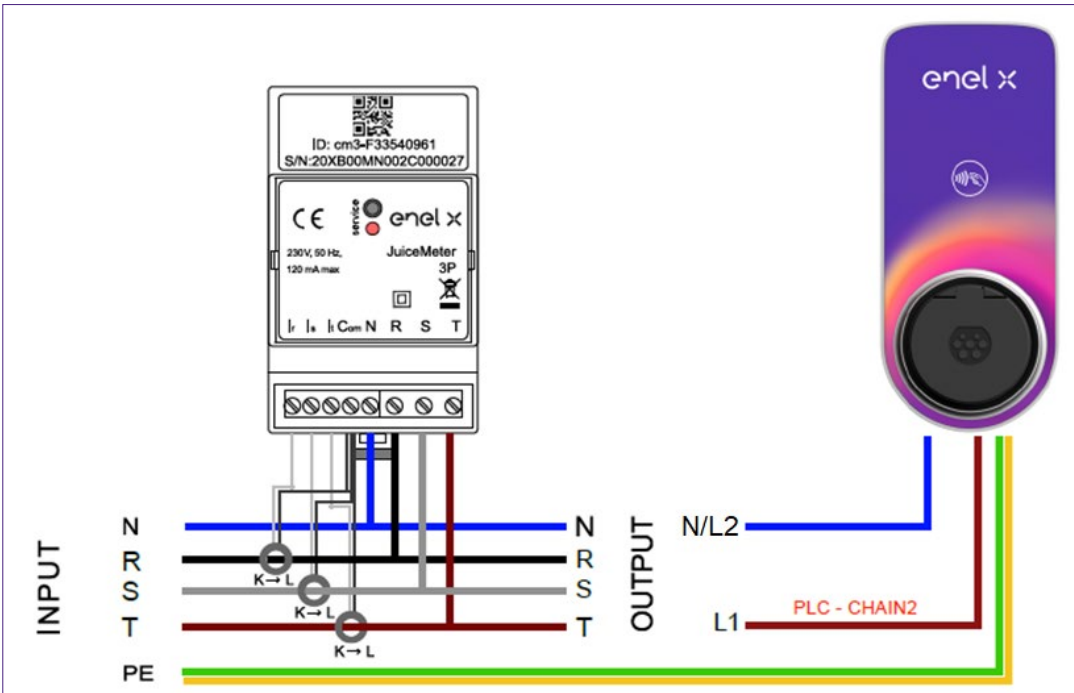 ID: cm3-F33540961
S/N:20XB00MN002C000027
CE
service
enel x
230V, 50 Hz,
120 mA max
JuiceMeter
3P
Ir Is It Com N R S T
enel x
INPUT
N
R
S
T
PE
K→L
K→L
K→L
N
R
S
T
OUTPUT
N/L2
L1
PLC - CHAIN2